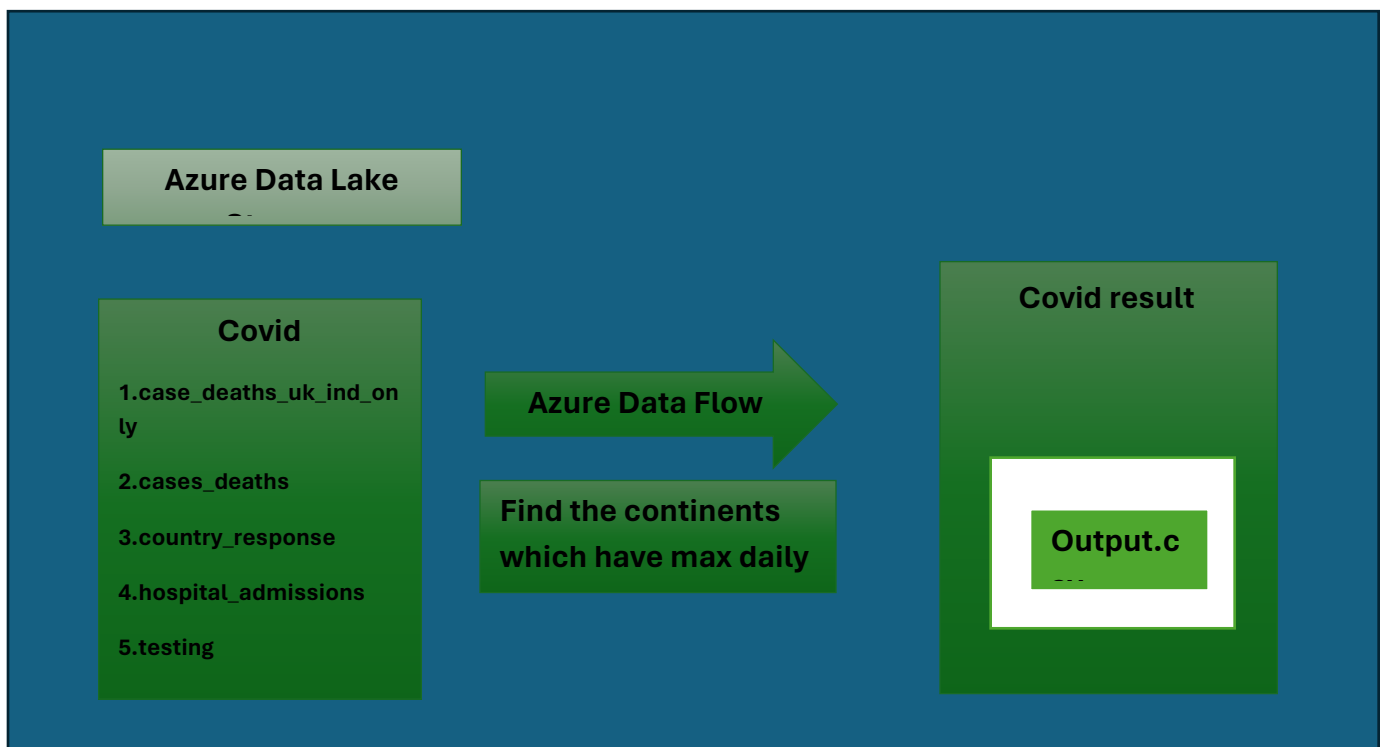 Azure Data Lake
Covid
1.case_deaths_uk_ind_on
ly
2.cases_deaths
3.country_response
4.hospital_admissions
5.testing
Azure Data Flow
Find the continents
which have max daily
Covid result
Output.c